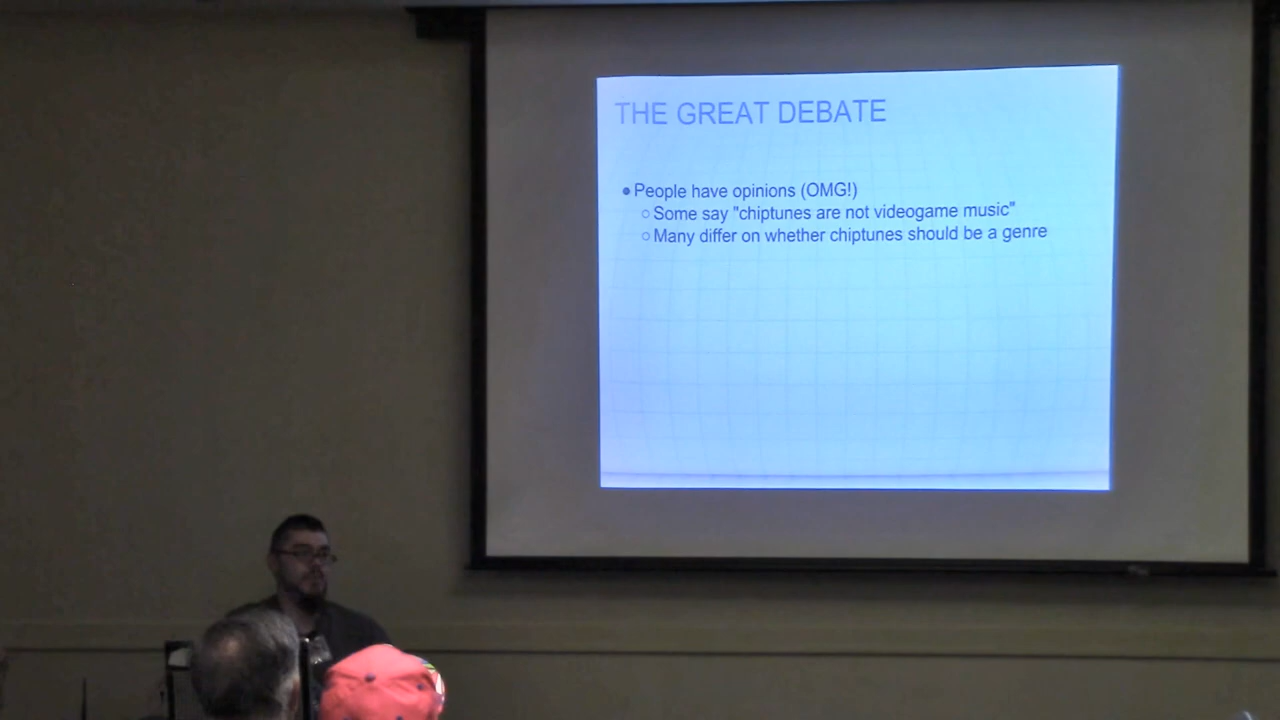 THE GREAT DEBATE
● People have opinions (OMG!)
○ Some say "chiptunes are not videogame music"
○ Many differ on whether chiptunes should be a genre